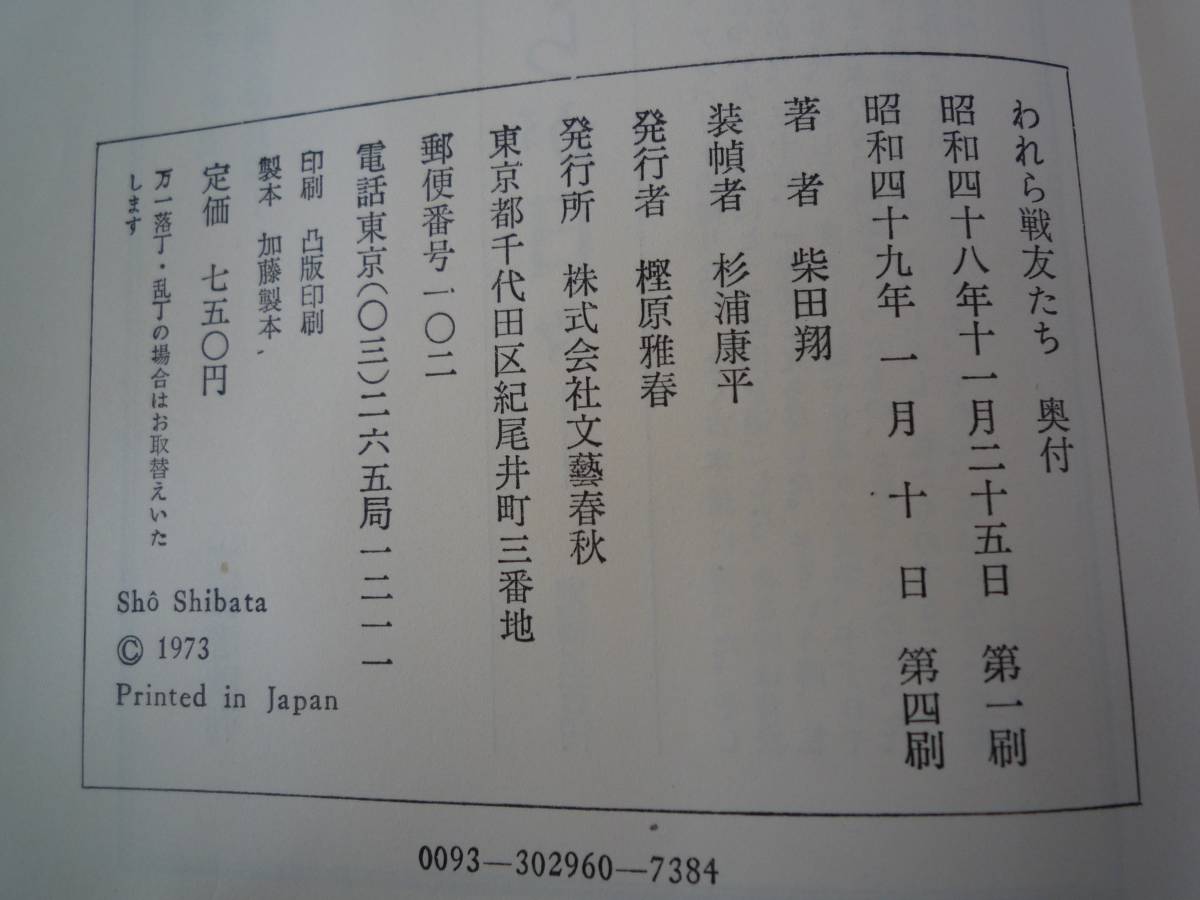 われら戦友たち　奥付
昭和四十八年十一月二十五日　第一刷
昭和四十九年 一 月 十 日　第四刷
著　者　柴田翔
装幀者　杉浦康平
発行者　樫原雅春
発行所　株式会社文藝春秋
東京都千代田区紀尾井町三番地
郵便番号一〇二
電話東京(〇三)二六五局一二一一
印刷　凸版印刷
製本　加藤製本
定価　七五〇円
万一落丁・乱丁の場合はお取替えいた
します
Shô Shibata
© 1973
Printed in Japan
0093―302960―7384